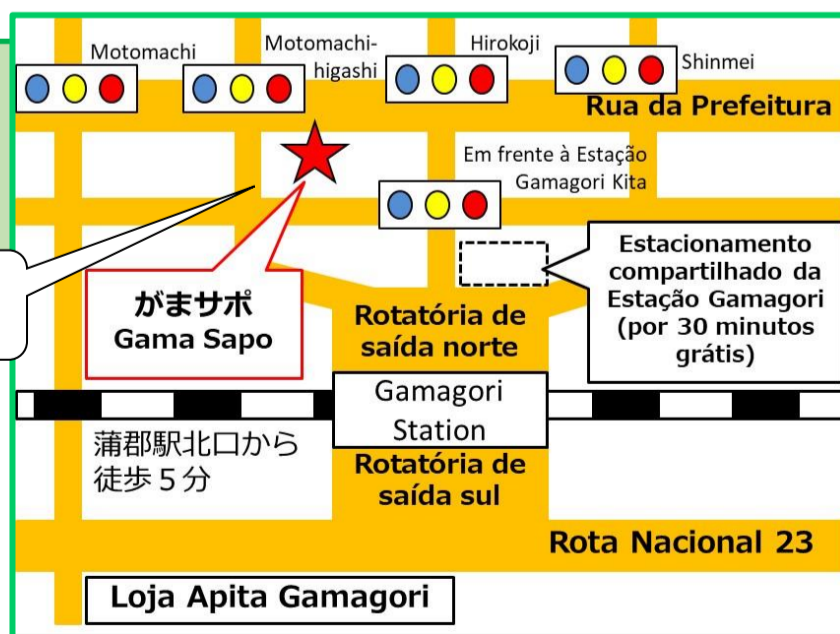 Motomachi
Motomachi-
higashi
Hirokoji
Shinmei
Rua da Prefeitura
Em frente à Estação
Gamagori Kita
がまサポ
Gama Sapo
Estacionamento
compartilhado da
Estação Gamagori
(por 30 minutos
grátis)
Rotatória de
saída norte
Gamagori
Station
蒲郡駅北口から
徒歩５分
Rotatória de
saída sul
Rota Nacional 23
Loja Apita Gamagori